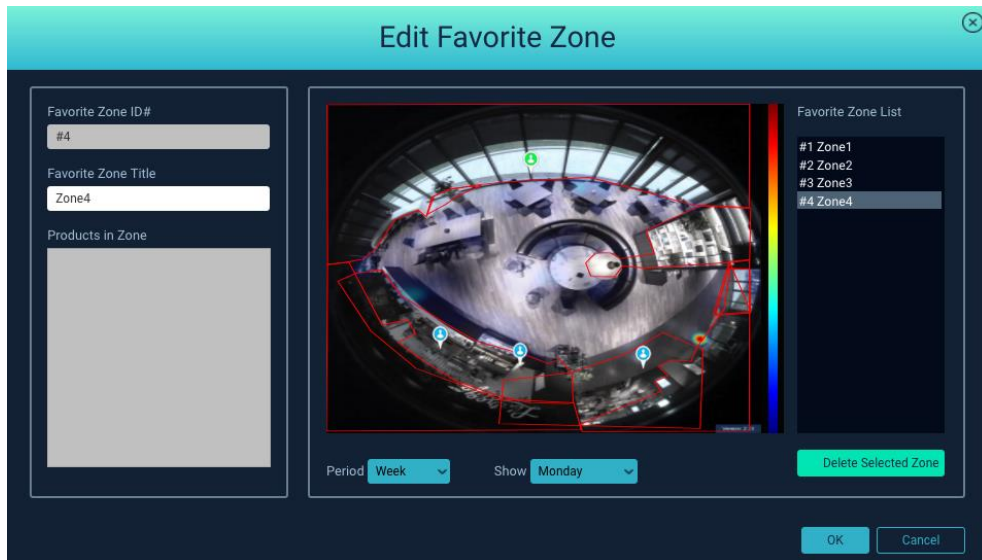 Edit Favorite Zone
Favorite Zone ID#
#4
Favorite Zone Title
Zone4
Products in Zone
Favorite Zone List
#1 Zone1
#2 Zone2
#3 Zone3
#4 Zone4
Period Week
Show Monday
Delete Selected Zone
OK
Cancel